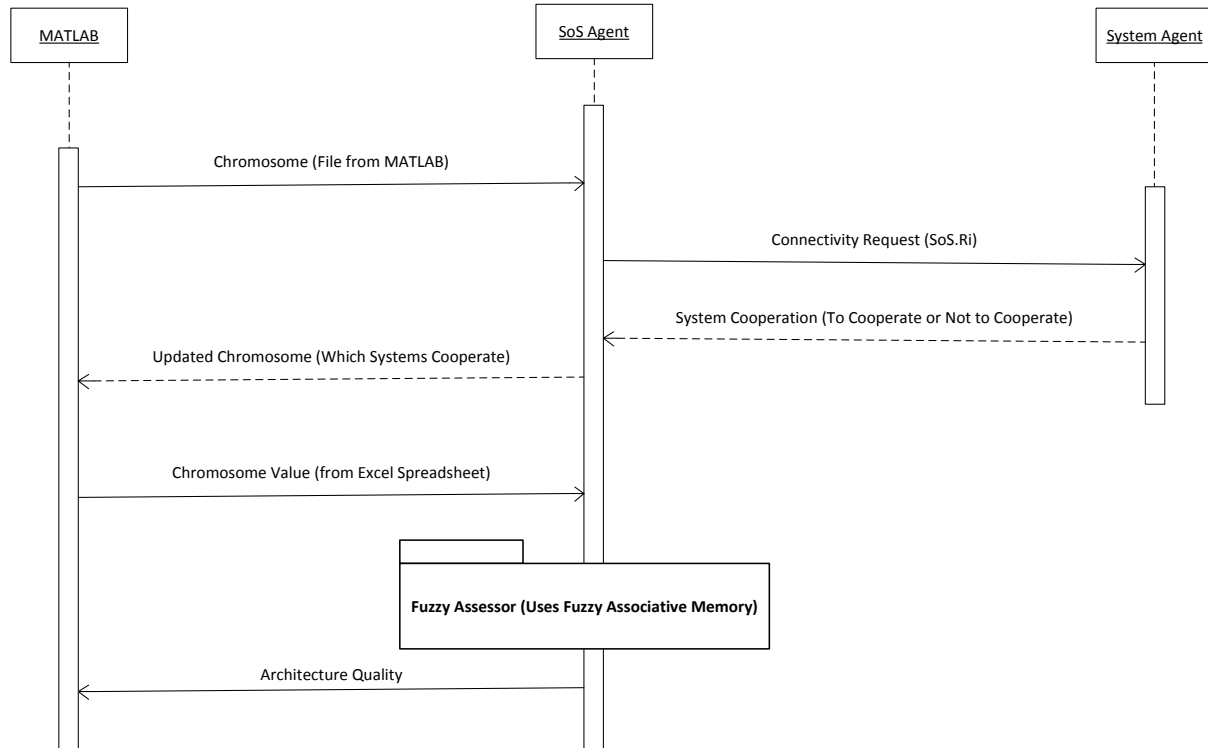 MATLAB
SoS Agent
System Agent
Chromosome (File from MATLAB)
Connectivity Request (SoS.Ri)
System Cooperation (To Cooperate or Not to Cooperate)
Updated Chromosome (Which Systems Cooperate)
Chromosome Value (from Excel Spreadsheet)
Fuzzy Assessor (Uses Fuzzy Associative Memory)
Architecture Quality